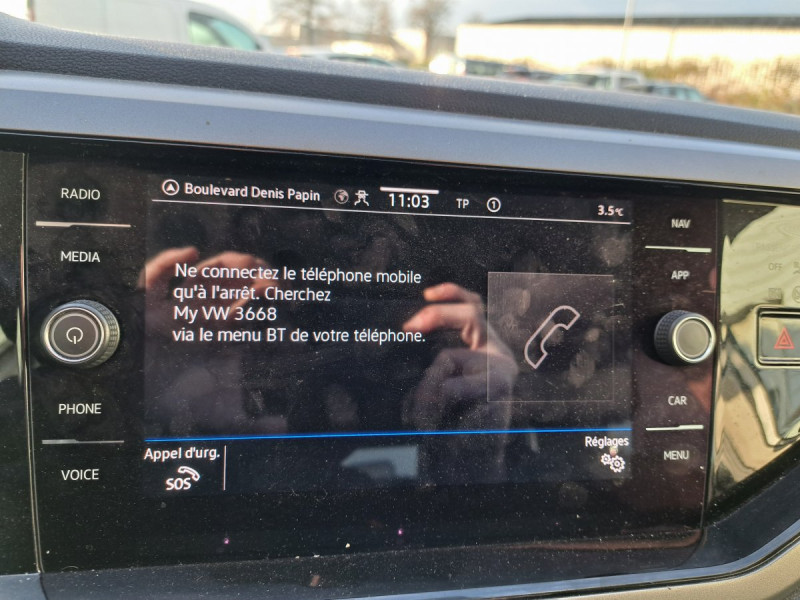 RADIO
MEDIA
PHONE
VOICE
Boulevard Denis Papin
11:03
TP
1
3.5°C
Ne connectez le téléphone mobile
qu'à l'arrêt. Cherchez
My VW 3668
via le menu BT de votre téléphone.
Appel d'urg.
SOS
Réglages
NAV
APP
CAR
MENU
OFF